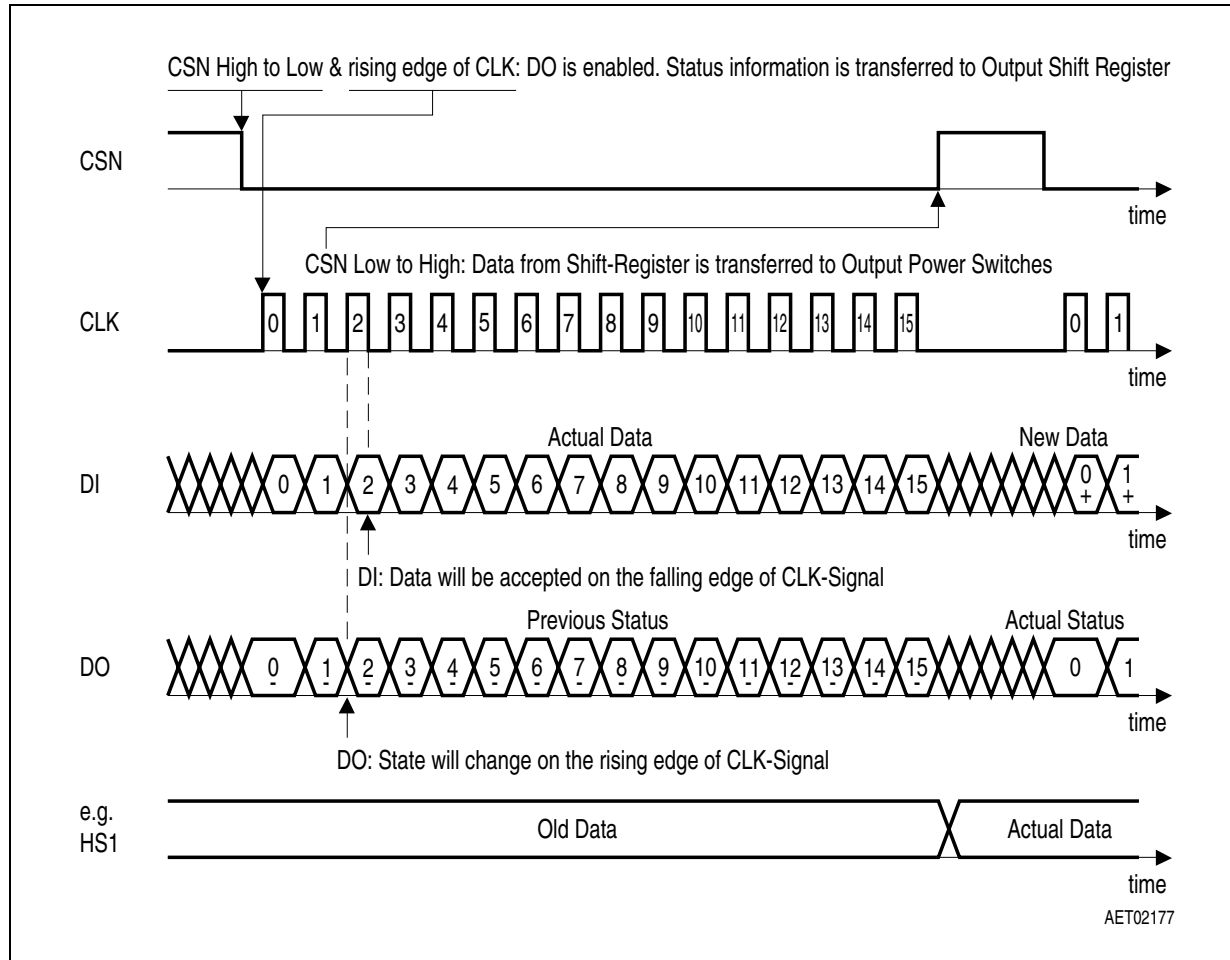 CSN High to Low & rising edge of CLK: DO is enabled. Status information is transferred to Output Shift Register
CSN
time
CSN Low to High: Data from Shift-Register is transferred to Output Power Switches
CLK
0 1 2 3 4 5 6 7 8 9 10 11 12 13 14 15 0 1
time
Actual Data New Data
DI
0 1 2 3 4 5 6 7 8 9 10 11 12 13 14 15 0 1
+ +
time
DI: Data will be accepted on the falling edge of CLK-Signal
Previous Status Actual Status
DO
0 1 2 3 4 5 6 7 8 9 10 11 12 13 14 15 0 1
- - - - - - - - - - - - - - - -
time
DO: State will change on the rising edge of CLK-Signal
e.g.
HS1
Old Data Actual Data
time
AET02177